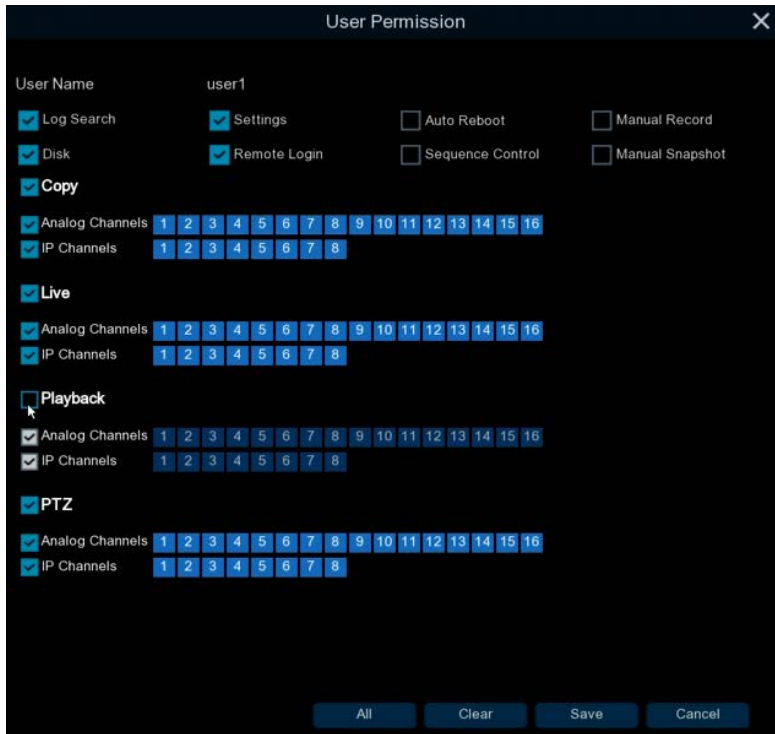 User Permission
User Name user1
Log Search Settings Auto Reboot Manual Record
Disk Remote Login Sequence Control Manual Snapshot
Copy
Analog Channels 1 2 3 4 5 6 7 8 9 10 11 12 13 14 15 16
IP Channels 1 2 3 4 5 6 7 8
Live
Analog Channels 1 2 3 4 5 6 7 8 9 10 11 12 13 14 15 16
IP Channels 1 2 3 4 5 6 7 8
Playback
Analog Channels 1 2 3 4 5 6 7 8 9 10 11 12 13 14 15 16
IP Channels 1 2 3 4 5 6 7 8
PTZ
Analog Channels 1 2 3 4 5 6 7 8 9 10 11 12 13 14 15 16
IP Channels 1 2 3 4 5 6 7 8
All Clear Save Cancel